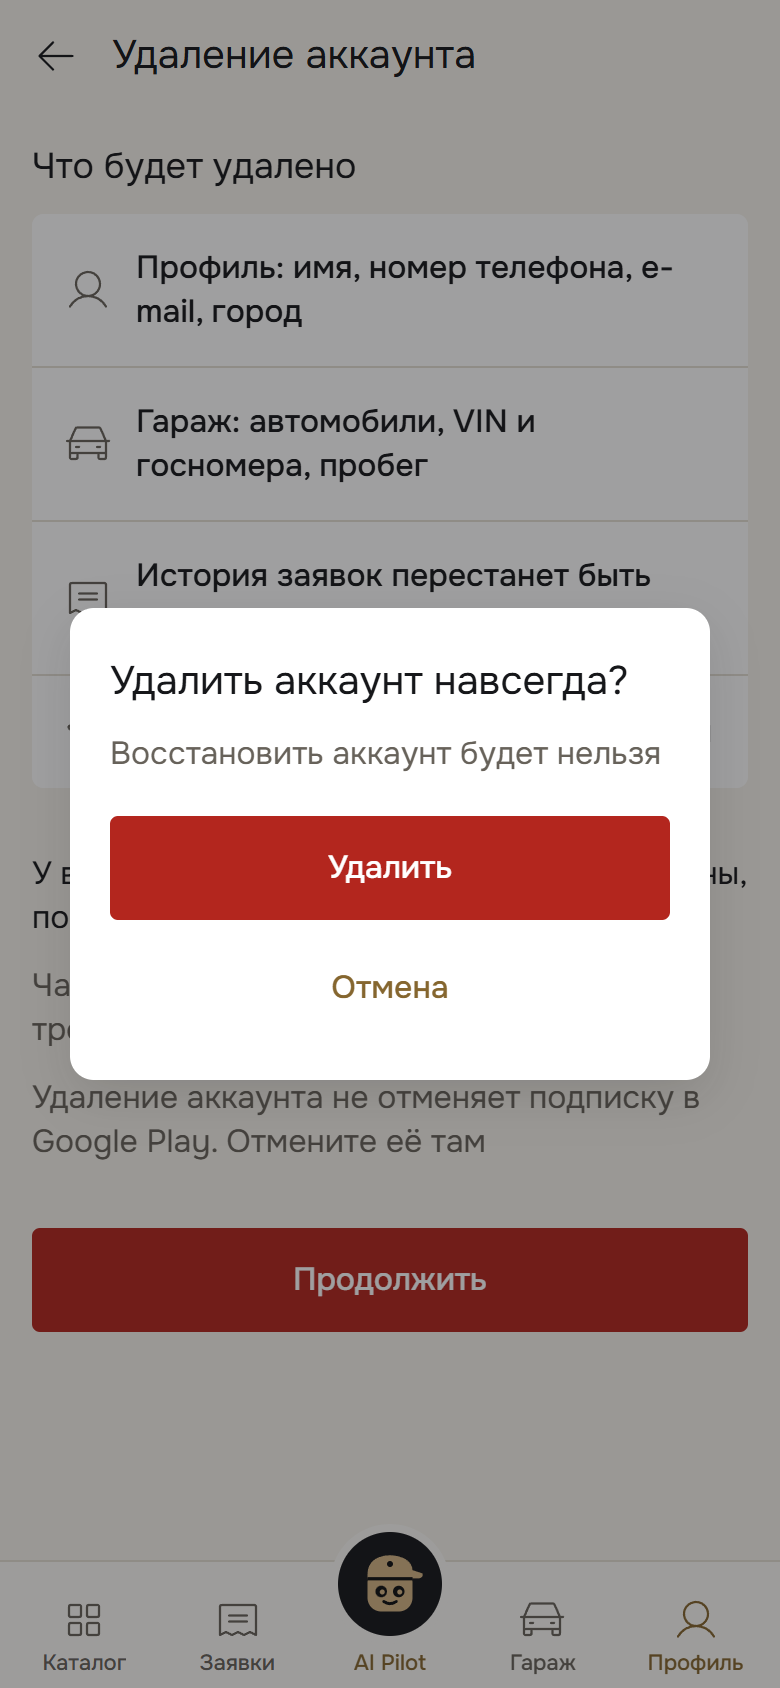 Удаление аккаунта
Что будет удалено
Профиль: имя, номер телефона, e-
mail, город
Гараж: автомобили, VIN и
госномера, пробег
История заявок перестанет быть
Удалить аккаунт навсегда?
Восстановить аккаунт будет нельзя
Удалить
Отмена
Удаление аккаунта не отменяет подписку в
Google Play. Отмените её там
Продолжить
Каталог
Заявки
AI Pilot
Гараж
Профиль